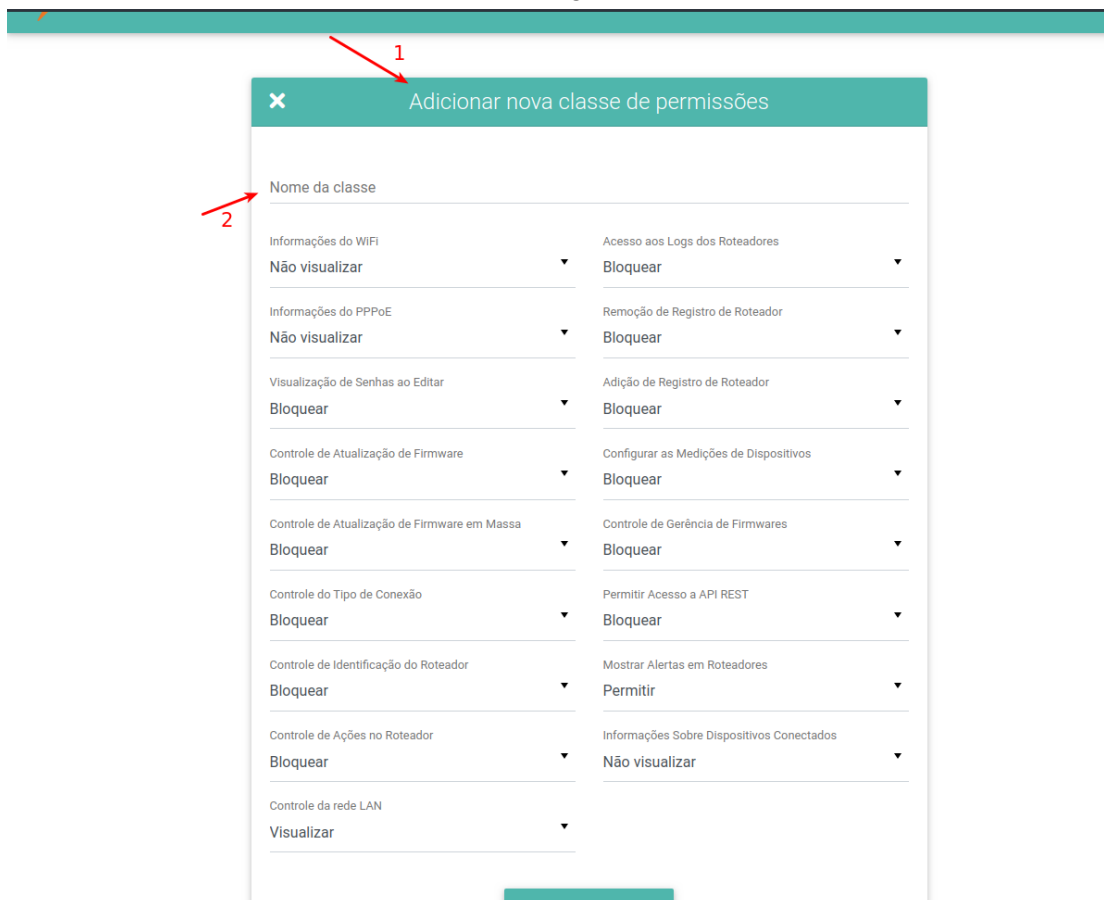 1
Adicionar nova classe de permissões
Nome da classe
2
Informações do WiFi
Não visualizar
Acesso aos Logs dos Roteadores
Bloquear
Informações do PPPoE
Não visualizar
Remoção de Registro de Roteador
Bloquear
Visualização de Senhas ao Editar
Bloquear
Adição de Registro de Roteador
Bloquear
Controle de Atualização de Firmware
Bloquear
Configurar as Medições de Dispositivos
Bloquear
Controle de Atualização de Firmware em Massa
Bloquear
Controle de Gerência de Firmwares
Bloquear
Controle do Tipo de Conexão
Bloquear
Permitir Acesso a API REST
Bloquear
Controle de Identificação do Roteador
Bloquear
Mostrar Alertas em Roteadores
Permitir
Controle de Ações no Roteador
Bloquear
Informações Sobre Dispositivos Conectados
Não visualizar
Controle da rede LAN
Visualizar